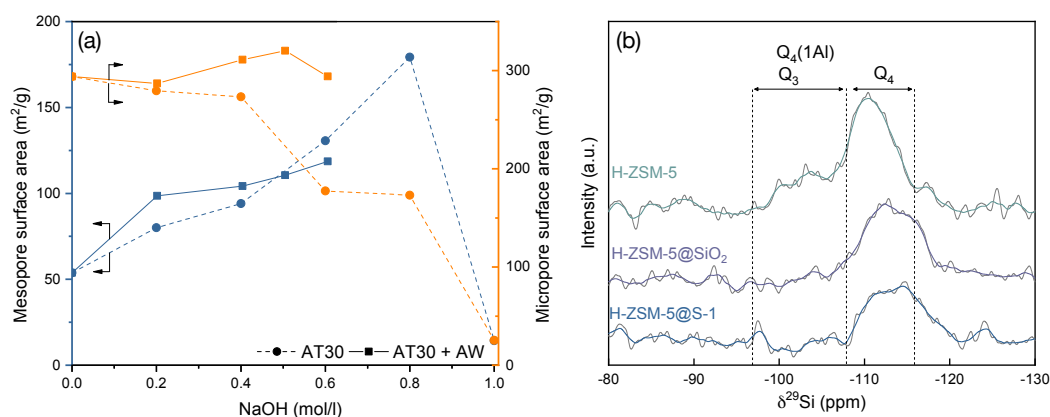 (a)
200
150
100
50
0
Mesopore surface area (m²/g)
300
200
100
0
Micropore surface area (m²/g)
AT30
AT30 + AW
0.0 0.2 0.4 0.6 0.8 1.0
NaOH (mol/l)
(b)
Q₄(1Al)
Q₃ Q₄
Intensity (a.u.)
H-ZSM-5
H-ZSM-5@SiO₂
H-ZSM-5@S-1
-80 -90 -100 -110 -120 -130
δ²⁹Si (ppm)